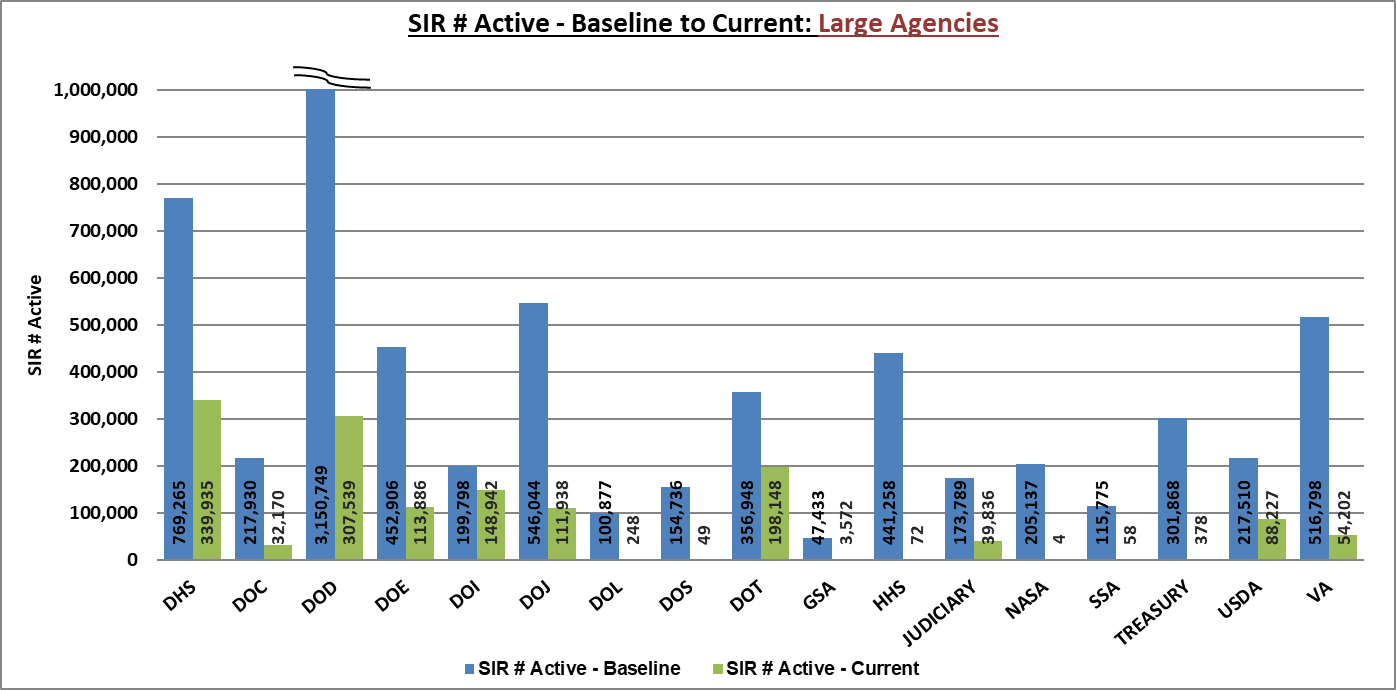 SIR # Active - Baseline to Current: Large Agencies
1,000,000
900,000
800,000
700,000
600,000
500,000
400,000
300,000
200,000
100,000
0
SIR # Active
769,265
339,935
217,930
32,170
3,150,749
307,539
452,906
113,886
199,798
148,942
546,044
111,938
100,877
248
154,736
49
356,948
198,148
47,433
3,572
441,258
72
173,789
39,836
205,137
4
115,775
58
301,868
378
217,510
88,227
516,798
54,202
DHS
DOC
DOD
DOE
DOI
DOJ
DOL
DOS
DOT
GSA
HHS
JUDICIARY
NASA
SSA
TREASURY
USDA
VA
SIR # Active - Baseline
SIR # Active - Current